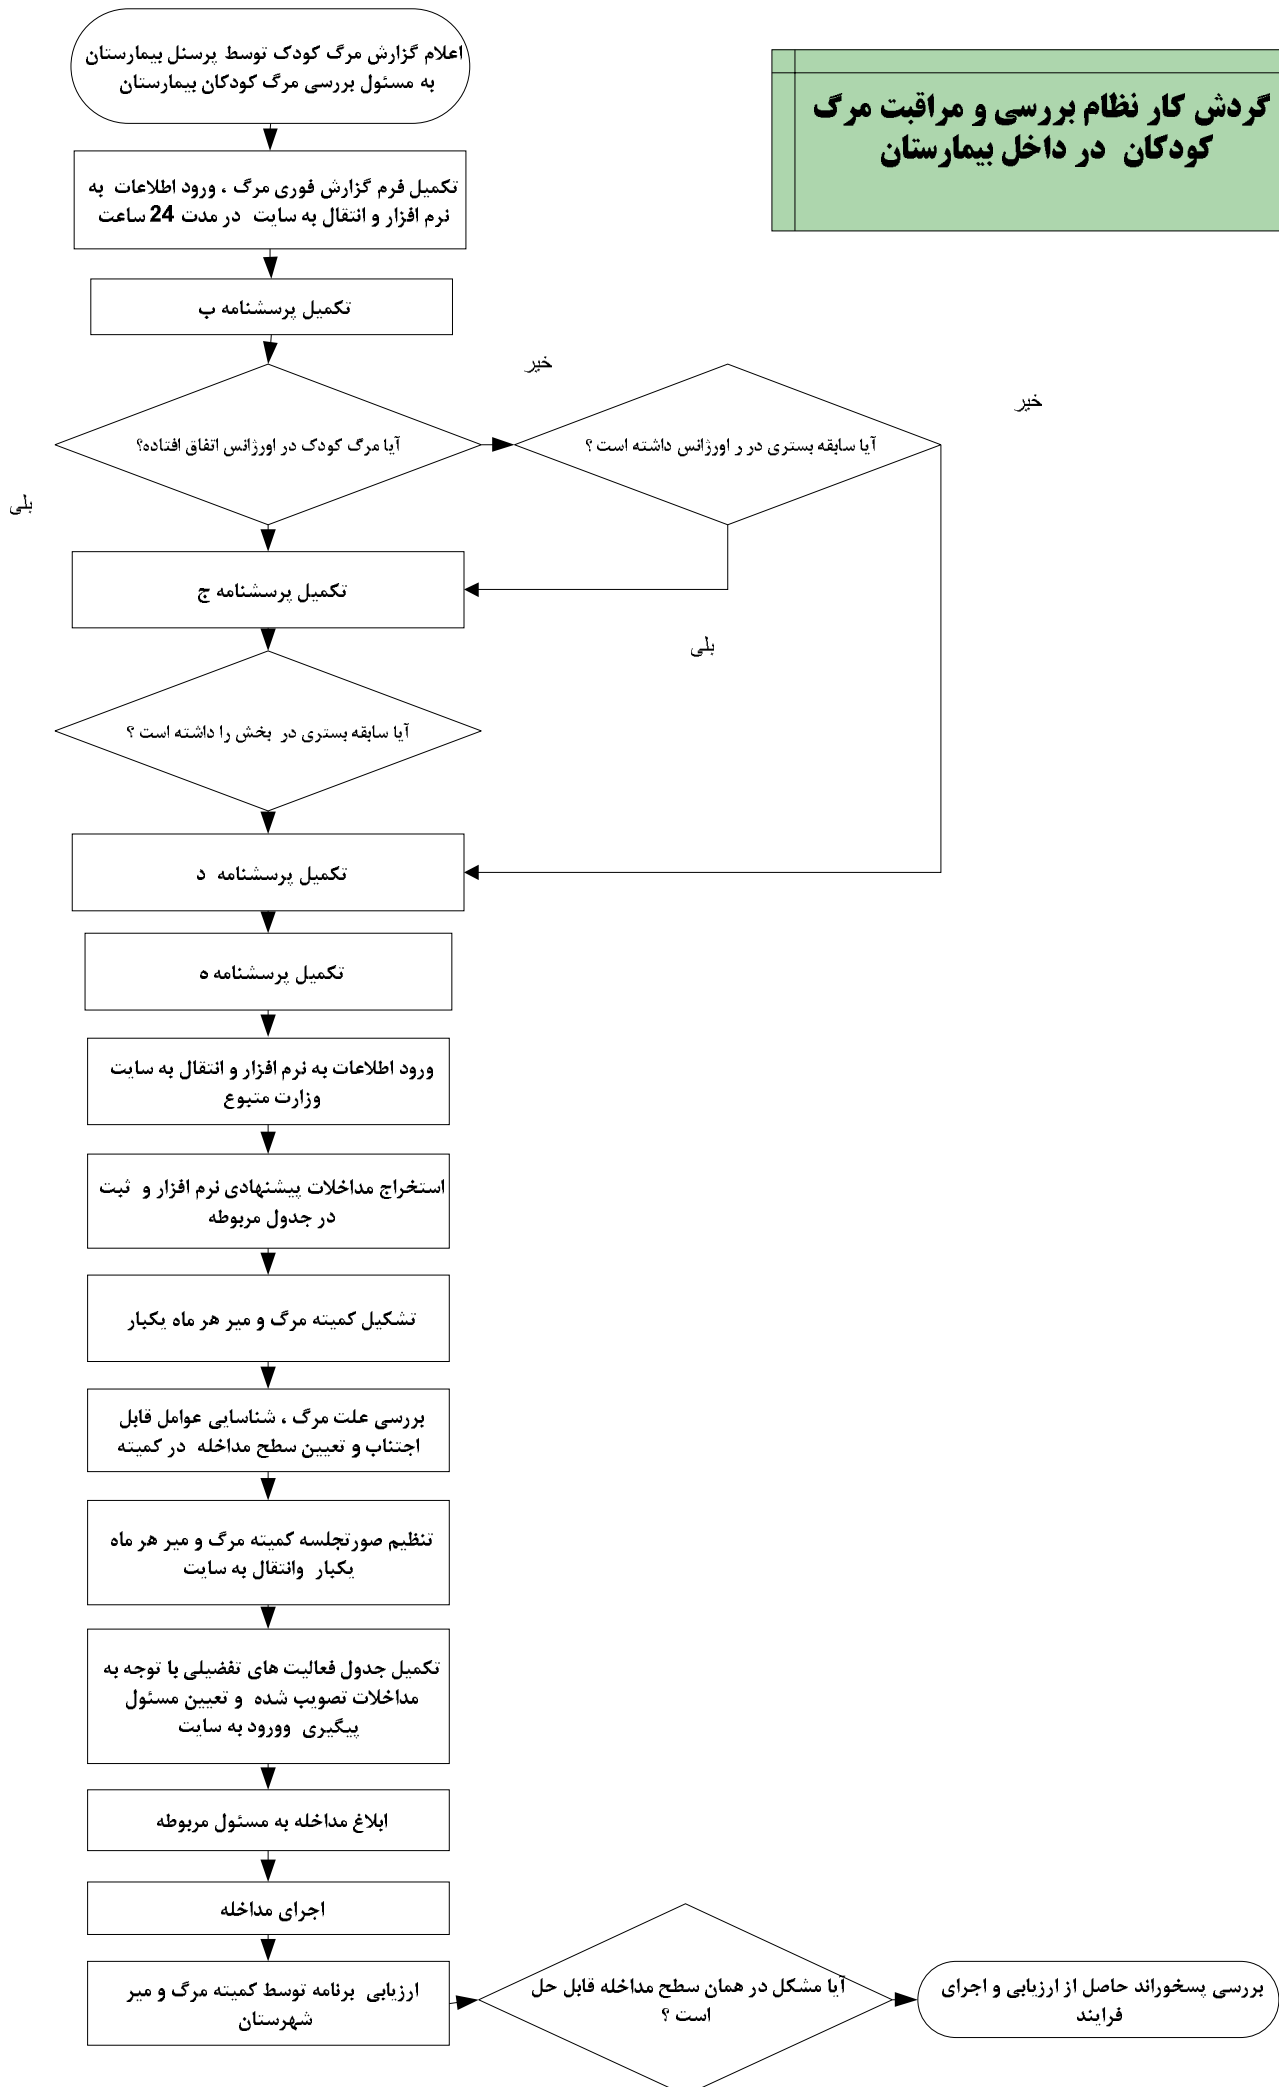 گردش کار نظام بررسی و مراقبت مرگ
کودکان در داخل بیمارستان
اعلام گزارش مرگ کودک توسط پرسنل بیمارستان
به مسئول بررسی مرگ کودکان بیمارستان
تکمیل فرم گزارش فوری مرگ ، ورود اطلاعات به
نرم افزار و انتقال به سایت در مدت 24 ساعت
تکمیل پرسشنامه ب
خیر
خیر
آیا مرگ کودک در اورژانس اتفاق افتاده؟
آیا سابقه بستری در ر اورژانس داشته است ؟
بلی
تکمیل پرسشنامه ج
بلی
آیا سابقه بستری در بخش را داشته است ؟
تکمیل پرسشنامه د
تکمیل پرسشنامه ه
ورود اطلاعات به نرم افزار و انتقال به سایت
وزارت متبوع
استخراج مداخلات پیشنهادی نرم افزار و ثبت
در جدول مربوطه
تشکیل کمیته مرگ و میر هر ماه یکبار
بررسی علت مرگ ، شناسایی عوامل قابل
اجتناب و تعیین سطح مداخله در کمیته
تنظیم صورتجلسه کمیته مرگ و میر هر ماه
یکبار وانتقال به سایت
تکمیل جدول فعالیت های تفضیلی با توجه به
مداخلات تصویب شده و تعیین مسئول
پیگیری وورود به سایت
ابلاغ مداخله به مسئول مربوطه
اجرای مداخله
ارزیابی برنامه توسط کمیته مرگ و میر
شهرستان
آیا مشکل در همان سطح مداخله قابل حل
است ؟
بررسی پسخوراند حاصل از ارزیابی و اجرای
فرایند